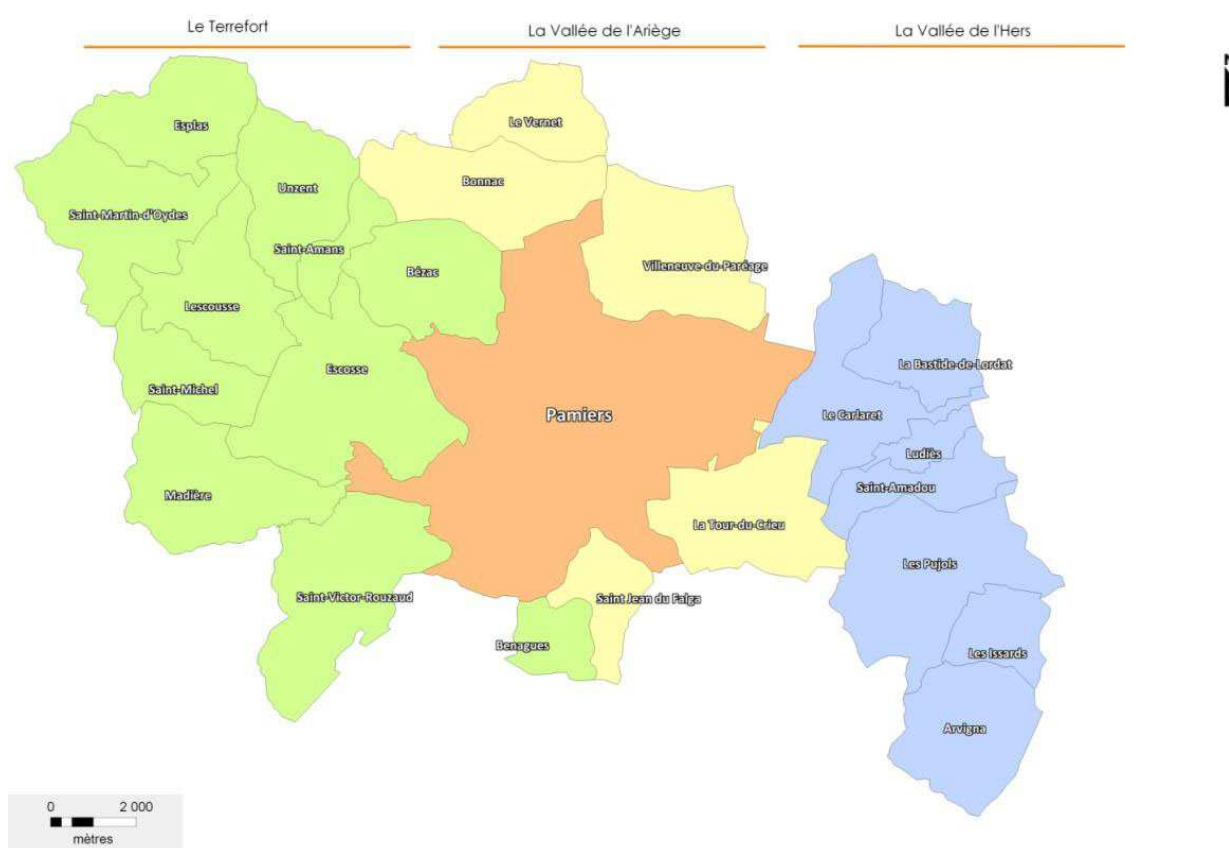 Le Terrefort
La Vallée de l'Ariège
La Vallée de l'Hers
Esplas
Le Vernet
Unzent
Bonnac
Saint-Martin-d'Oydes
Saint-Amans
Bézac
Villeneuve-du-Paréage
Lescousse
Escosse
La Bastide-de-Lordat
Saint-Michel
Pamiers
Le Carlaret
Ludiès
Saint-Amadou
Madière
La Tour-du-Crieu
Les Pujols
Saint-Victor-Rouzaud
Saint Jean du Falga
Benagues
Les Issards
Arvigna
0 2 000
mètres